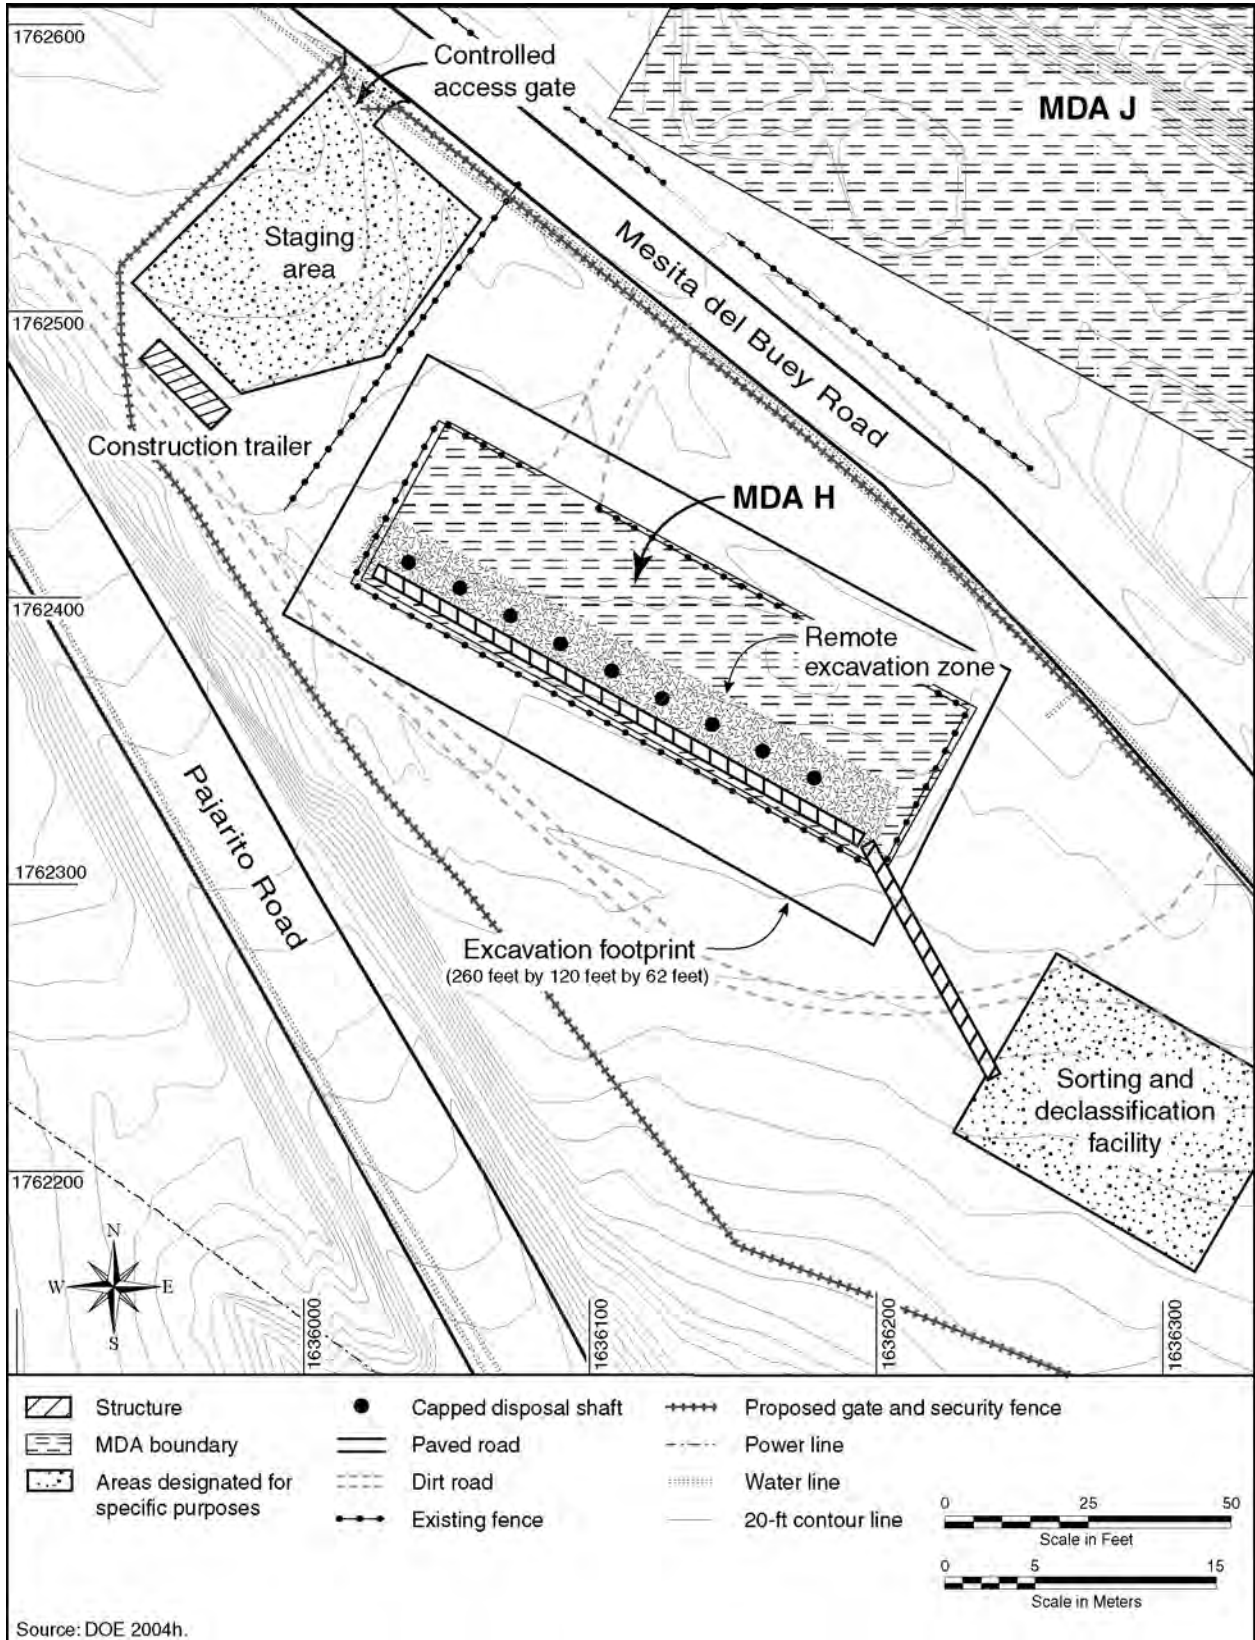 1762600
Controlled
access gate
MDA J
Staging
area
Mesita del Buey Road
1762500
Construction trailer
MDA H
1762400
Remote
excavation zone
Pajarito Road
1762300
Excavation footprint
(260 feet by 120 feet by 62 feet)
Sorting and
declassification
facility
1762200
N
W E
S
1636000
1636100
1636200
1636300
Structure
Capped disposal shaft
Proposed gate and security fence
MDA boundary
Paved road
Power line
Areas designated for
specific purposes
Dirt road
Water line
Existing fence
20-ft contour line
0 25 50
Scale in Feet
0 5 15
Scale in Meters
Source: DOE 2004h.